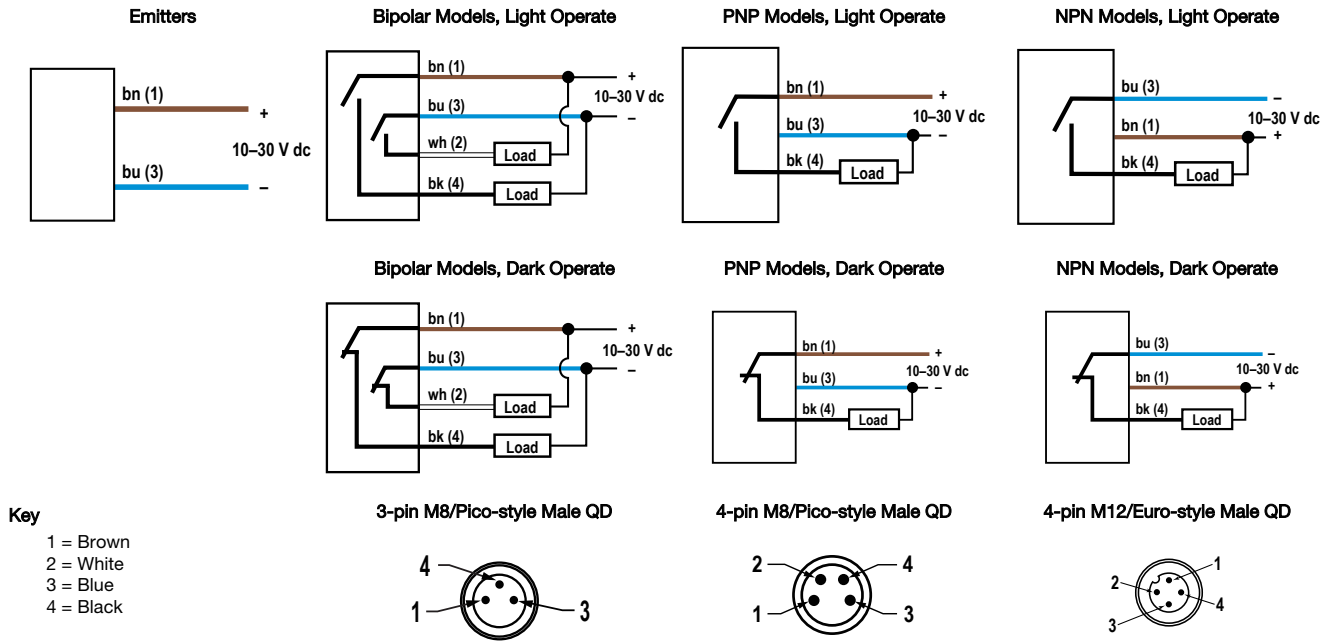 Emitters
bn (1)
+
10–30 V dc
bu (3)
–
Bipolar Models, Light Operate
bn (1)
+
10–30 V dc
bu (3)
–
wh (2)
Load
bk (4)
Load
PNP Models, Light Operate
bn (1)
+
10–30 V dc
bu (3)
–
bk (4)
Load
NPN Models, Light Operate
bu (3)
–
10–30 V dc
bn (1)
+
bk (4)
Load
Bipolar Models, Dark Operate
bn (1)
+
10–30 V dc
bu (3)
–
wh (2)
Load
bk (4)
Load
PNP Models, Dark Operate
bn (1)
+
10–30 V dc
bu (3)
–
bk (4)
Load
NPN Models, Dark Operate
bu (3)
–
10–30 V dc
bn (1)
+
bk (4)
Load
Key
1 = Brown
2 = White
3 = Blue
4 = Black
3-pin M8/Pico-style Male QD
4
1
3
4-pin M8/Pico-style Male QD
2
4
1
3
4-pin M12/Euro-style Male QD
1
2
4
3